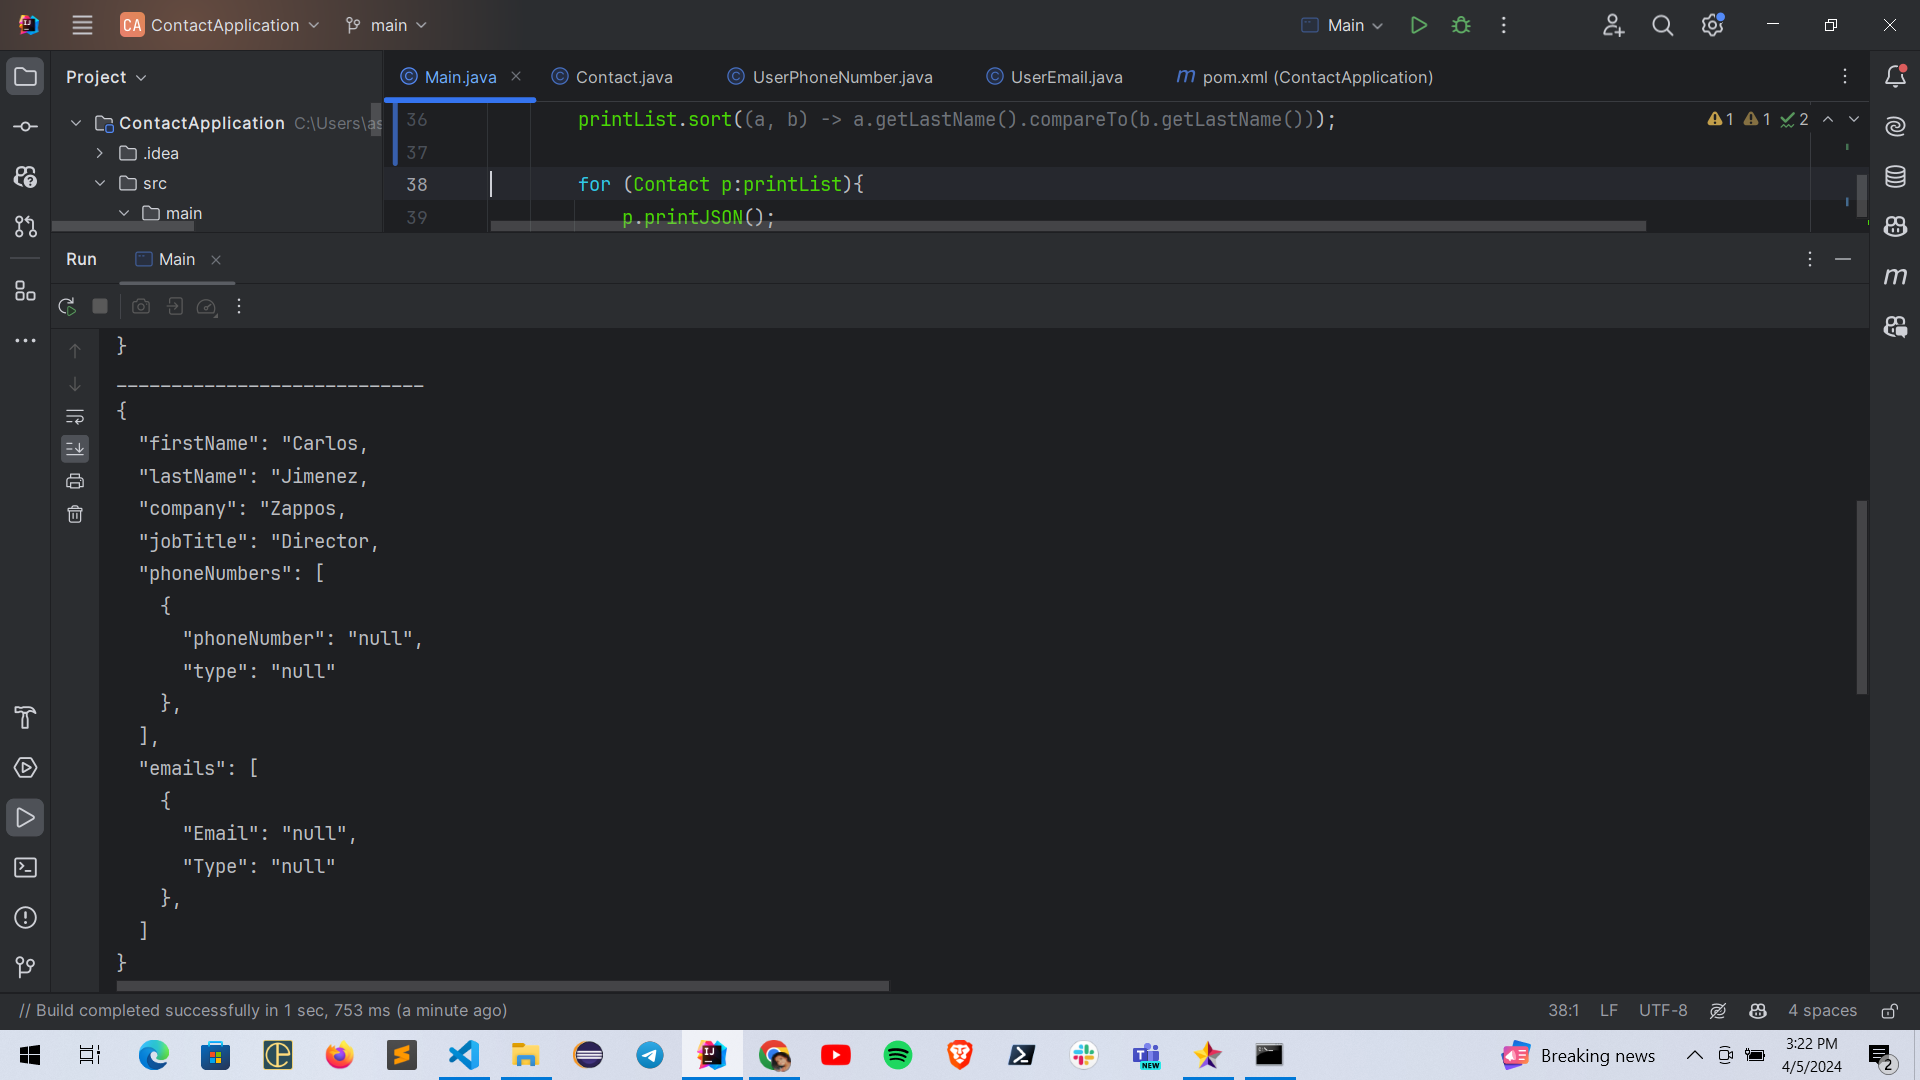 CA ContactApplication main Main
Project Main.java Contact.java UserPhoneNumber.java UserEmail.java m pom.xml (ContactApplication)
ContactApplication C:\Users\as
.idea
src
main
36 printList.sort((a, b) -> a.getLastName().compareTo(b.getLastName()));
1 1 2
37
38 for (Contact p:printList){
39 p.printJSON();
Run Main
}
____________________________
{
"firstName": "Carlos,
"lastName": "Jimenez,
"company": "Zappos,
"jobTitle": "Director,
"phoneNumbers": [
{
"phoneNumber": "null",
"type": "null"
},
],
"emails": [
{
"Email": "null",
"Type": "null"
},
]
}
// Build completed successfully in 1 sec, 753 ms (a minute ago) 38:1 LF UTF-8 4 spaces
Breaking news 3:22 PM
4/5/2024
2